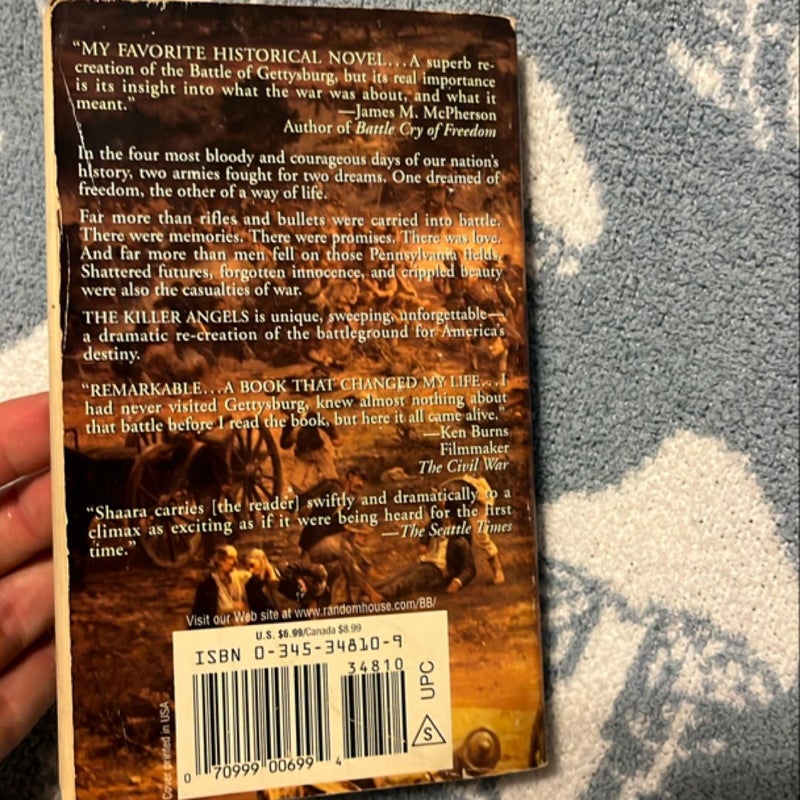 “MY FAVORITE HISTORICAL NOVEL...A superb re-
creation of the Battle of Gettysburg, but its real importance
is its insight into what the war was about, and what it
meant.”
—James M. McPherson
Author of Battle Cry of Freedom
In the four most bloody and courageous days of our nation’s
history, two armies fought for two dreams. One dreamed of
freedom, the other of a way of life.
Far more than rifles and bullets were carried into battle.
There were memories. There were promises. There was love.
And far more than men fell on those Pennsylvania fields.
Shattered futures, forgotten innocence, and crippled beauty
were also the casualties of war.
THE KILLER ANGELS is unique, sweeping, unforgettable—
a dramatic re-creation of the battleground for America’s
destiny.
“REMARKABLE...A BOOK THAT CHANGED MY LIFE...I
had never visited Gettysburg, knew almost nothing about
that battle before I read the book, but here it all came alive.”
—Ken Burns
Filmmaker
The Civil War
“Shaara carries [the reader] swiftly and dramatically to a
climax as exciting as if it were being heard for the first
time.”
—The Seattle Times
Visit our Web site at www.randomhouse.com/BB/
U.S. $6.99/Canada $8.99
ISBN 0-345-34810-9
34810
UPC
S
0 70999 00699 4
Cover printed in USA